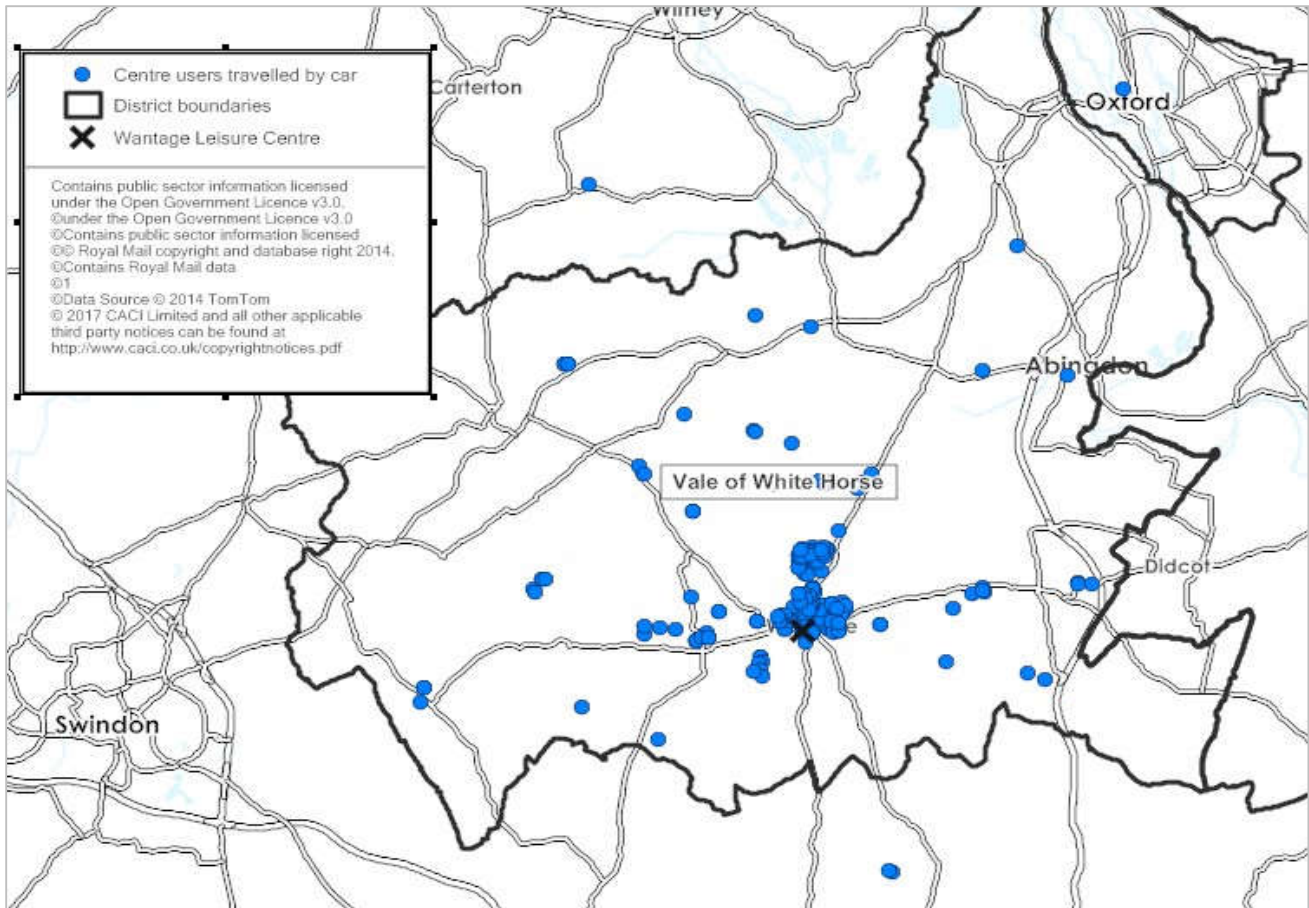 Witney
Centre users travelled by car
Carterton
District boundaries
Oxford
Wantage Leisure Centre
Contains public sector information licensed
under the Open Government Licence v3.0.
©under the Open Government Licence v3.0
©Contains public sector information licensed
©© Royal Mail copyright and database right 2014.
©Contains Royal Mail data
©1
©Data Source © 2014 TomTom
© 2017 CACI Limited and all other applicable
third party notices can be found at
http://www.caci.co.uk/copyrightnotices.pdf
Abingdon
Vale of White Horse
Didcot
Swindon